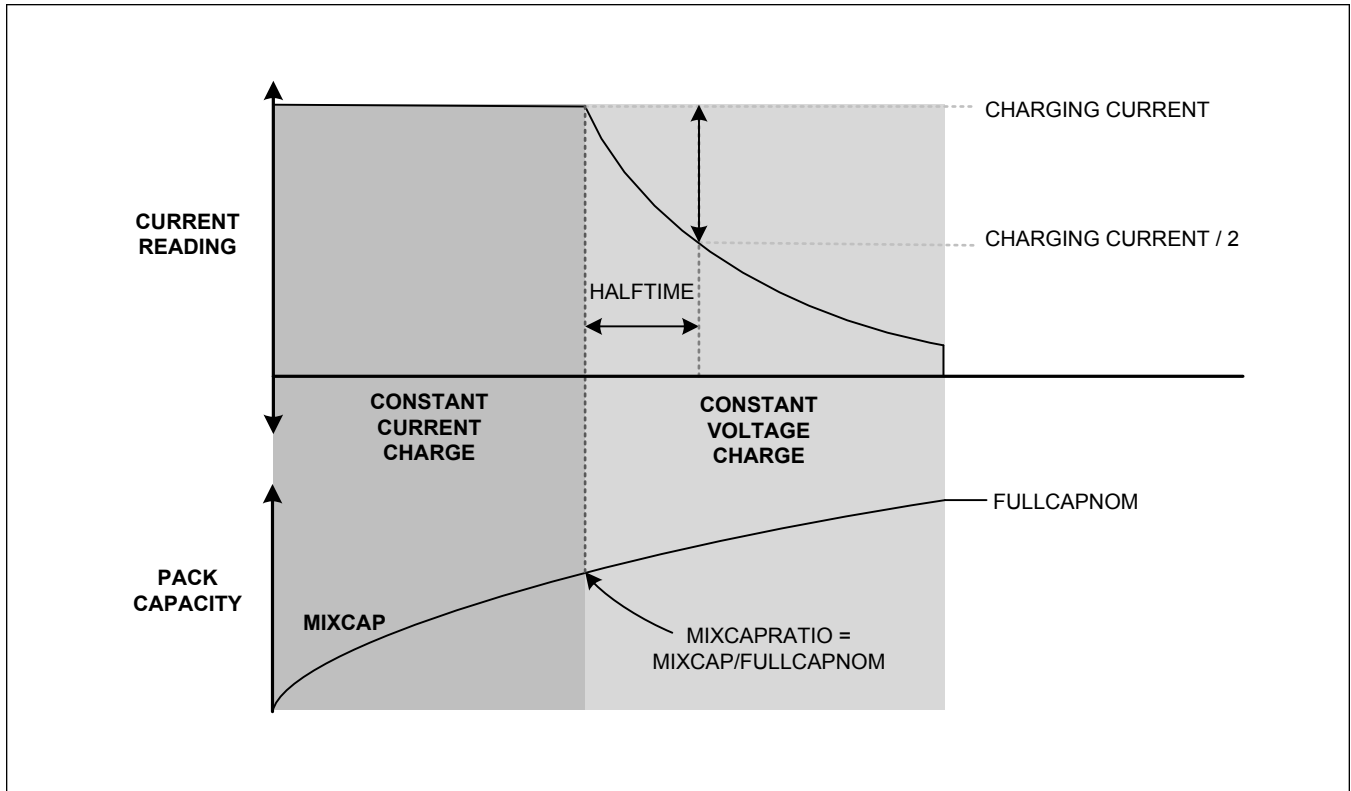 CHARGING CURRENT
CURRENT
READING
CHARGING CURRENT / 2
HALFTIME
CONSTANT
CURRENT
CHARGE
CONSTANT
VOLTAGE
CHARGE
FULLCAPNOM
PACK
CAPACITY
MIXCAP
MIXCAPRATIO =
MIXCAP/FULLCAPNOM